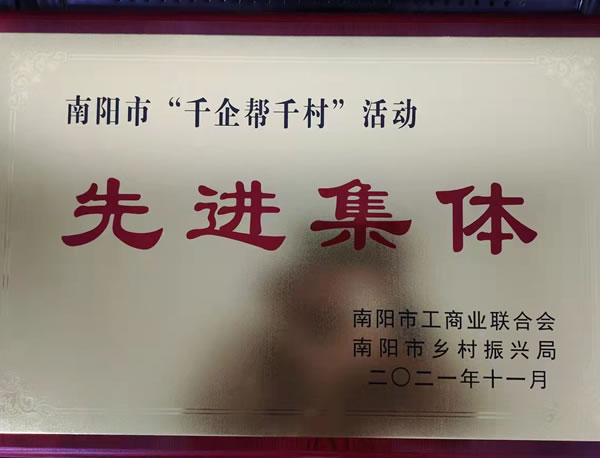 南阳市“千企帮千村”活动
先进集体
南阳市工商业联合会
南阳市乡村振兴局
二〇二一年十一月